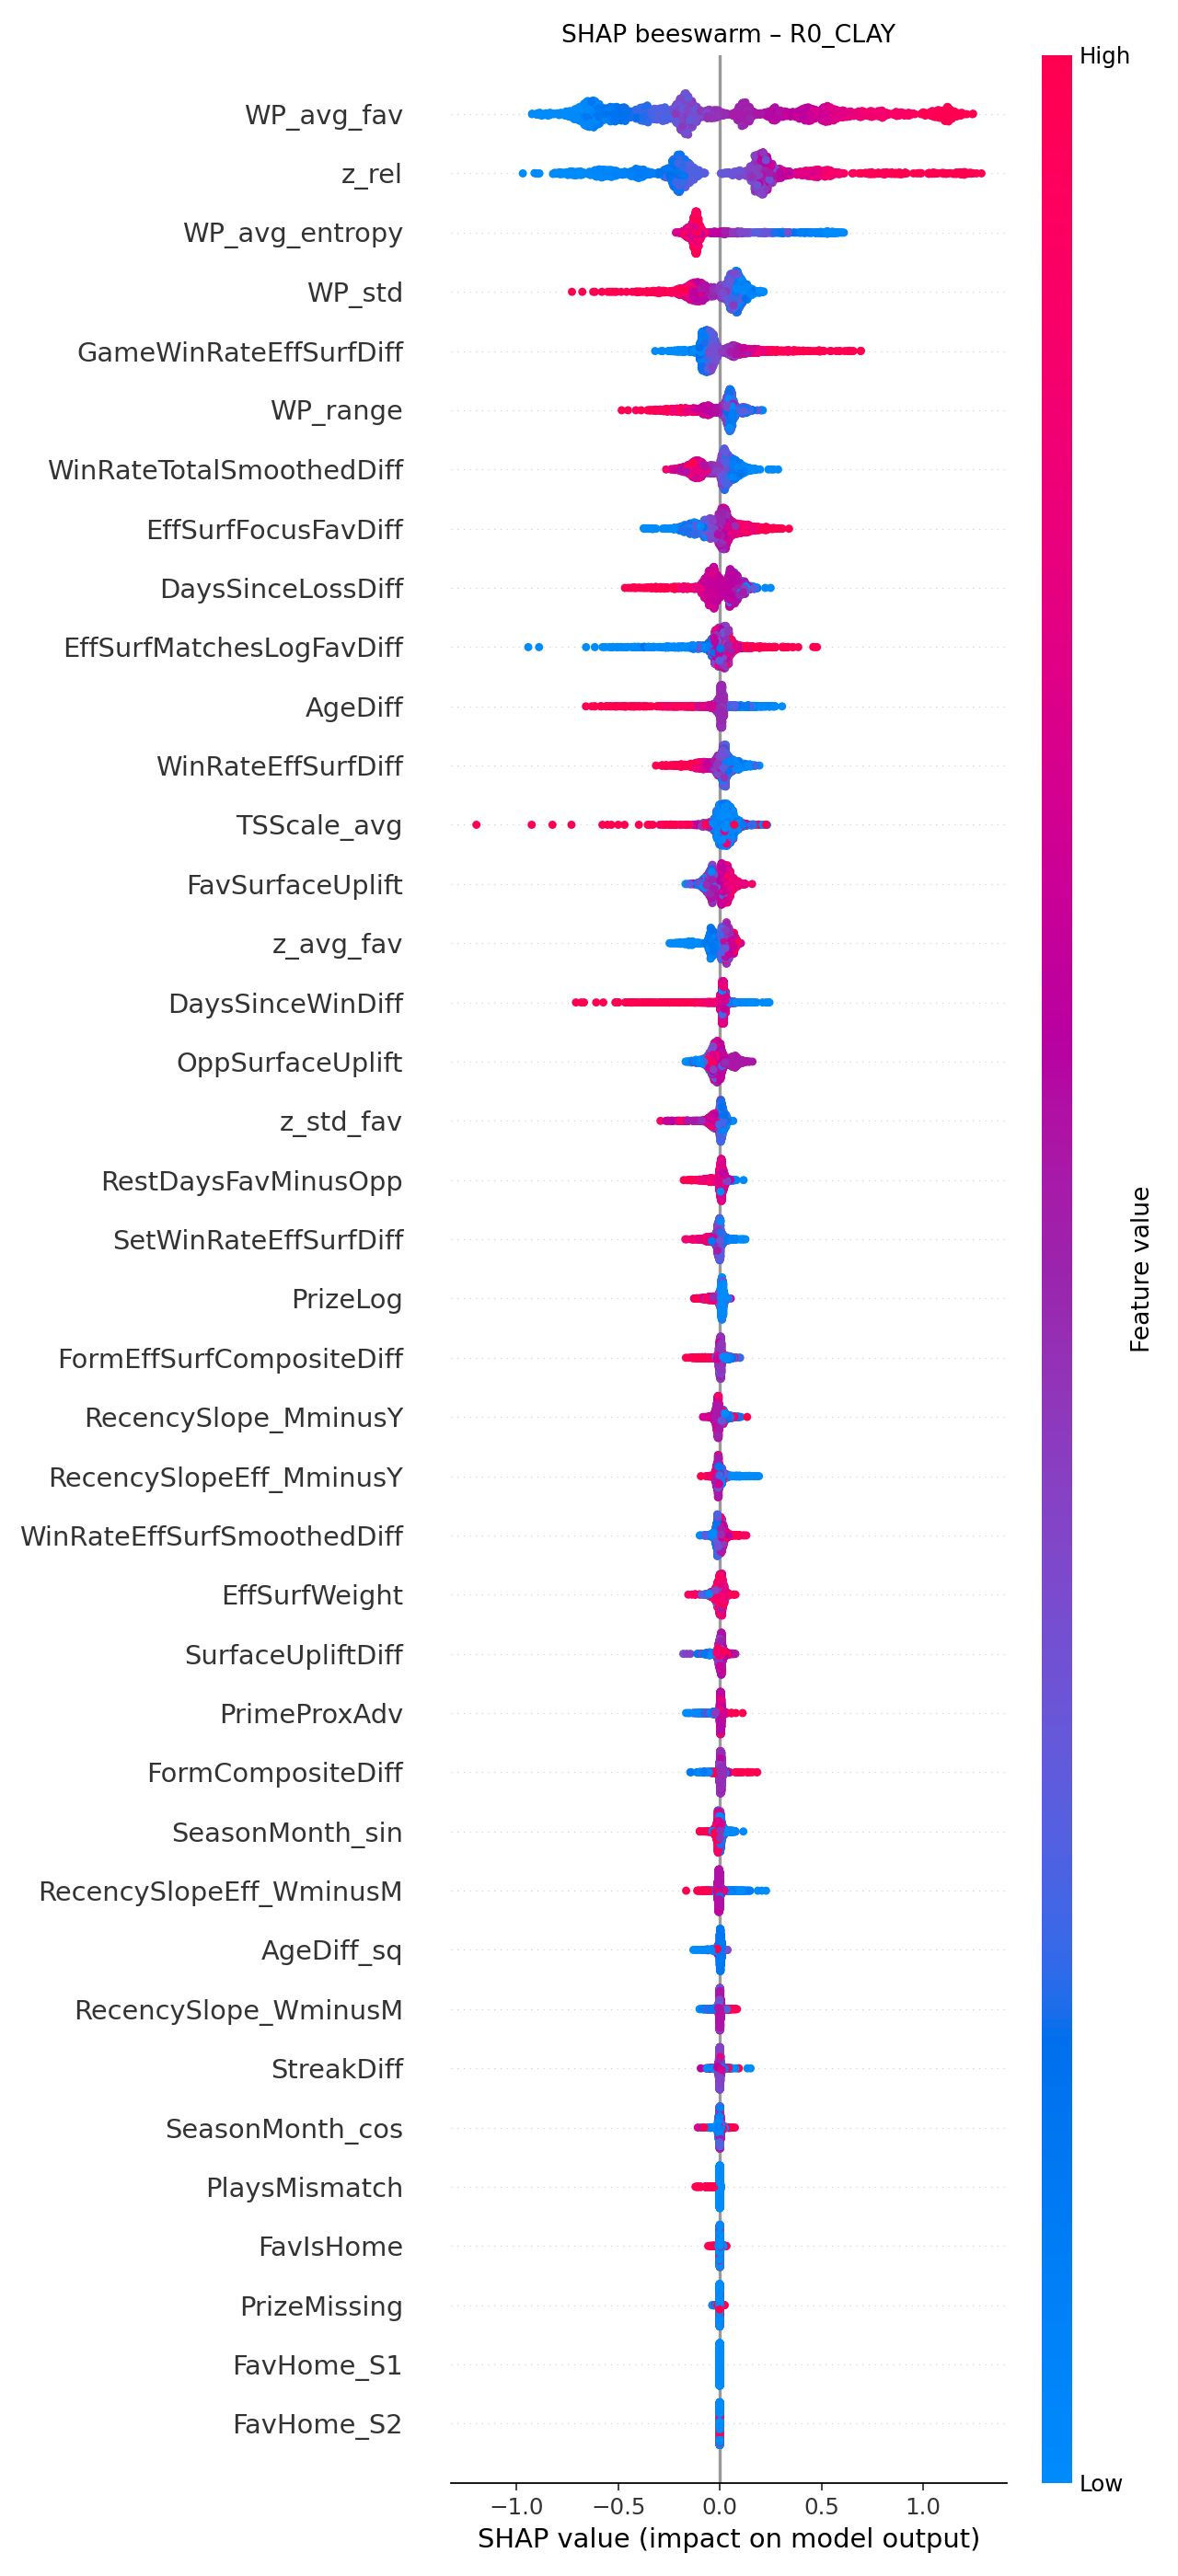 SHAP beeswarm – R0_CLAY
High
WP_avg_fav
z_rel
WP_avg_entropy
WP_std
GameWinRateEffSurfDiff
WP_range
WinRateTotalSmoothedDiff
EffSurfFocusFavDiff
DaysSinceLossDiff
EffSurfMatchesLogFavDiff
AgeDiff
WinRateEffSurfDiff
TSScale_avg
FavSurfaceUplift
z_avg_fav
DaysSinceWinDiff
OppSurfaceUplift
z_std_fav
RestDaysFavMinusOpp
SetWinRateEffSurfDiff
PrizeLog
FormEffSurfCompositeDiff
RecencySlope_MminusY
RecencySlopeEff_MminusY
WinRateEffSurfSmoothedDiff
EffSurfWeight
SurfaceUpliftDiff
PrimeProxAdv
FormCompositeDiff
SeasonMonth_sin
RecencySlopeEff_WminusM
AgeDiff_sq
RecencySlope_WminusM
StreakDiff
SeasonMonth_cos
PlaysMismatch
FavIsHome
PrizeMissing
FavHome_S1
FavHome_S2
Feature value
Low
−1.0 −0.5 0.0 0.5 1.0
SHAP value (impact on model output)